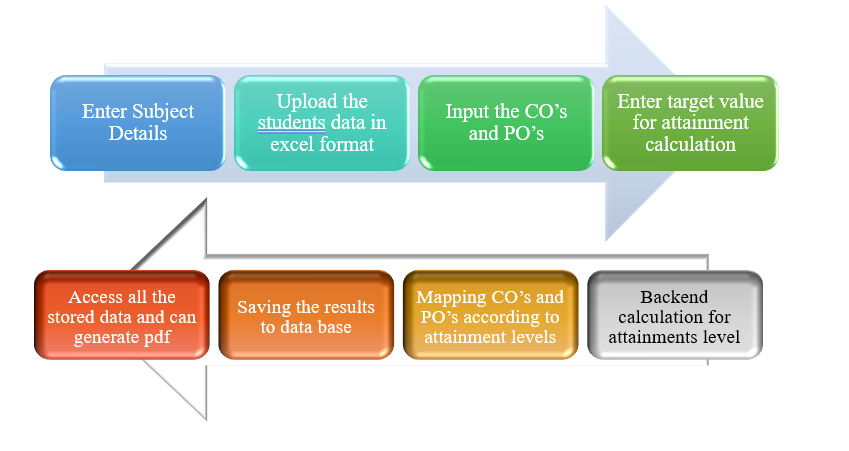 Enter Subject
Details
Upload the
students data in
excel format
Input the CO's
and PO's
Enter target value
for attainment
calculation
Access all the
stored data and can
generate pdf
Saving the results
to data base
Mapping CO's and
PO's according to
attainment levels
Backend
calculation for
attainments level